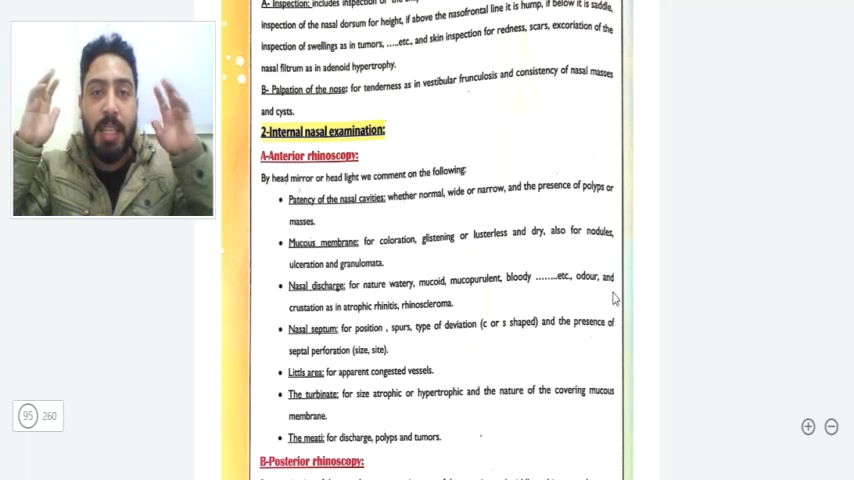 A- Inspection: includes inspection of the
inspection of the nasal dorsum for height, if above the nasofrontal line it is hump, if below it is saddle,
inspection of swellings as in tumors, .....etc., and skin inspection for redness, scars, excoriation of the
nasal filtrum as in adenoid hypertrophy.
B- Palpation of the nose: for tenderness as in vestibular frunculosis and consistency of nasal masses
and cysts.
2-Internal nasal examination:
A-Anterior rhinoscopy:
By head mirror or head light we comment on the following:
• Patency of the nasal cavities: whether normal, wide or narrow, and the presence of polyps or
masses.
• Mucous membrane: for coloration, glistening or lusterless and dry, also for nodules,
ulceration and granulomata.
• Nasal discharge: for nature watery, mucoid, mucopurulent, bloody ........etc., odour, and
crustation as in atrophic rhinitis, rhinoscleroma.
• Nasal septum: for position , spurs, type of deviation (c or s shaped) and the presence of
septal perforation (size, site).
• Littls area: for apparent congested vessels.
• The turbinate: for size atrophic or hypertrophic and the nature of the covering mucous
membrane.
• The meati: for discharge, polyps and tumors.
B-Posterior rhinoscopy:
95 260